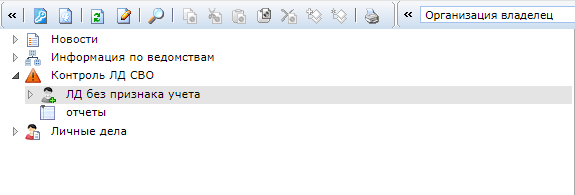 Организация владелец
Новости
Информация по ведомствам
Контроль ЛД СВО
ЛД без признака учета
отчеты
Личные дела